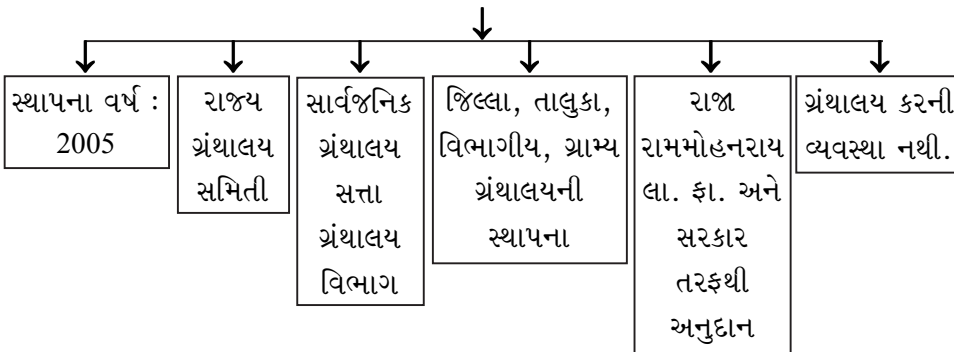 સ્થાપના વર્ષ :
2005
રાજ્ય
ગ્રંથાલય
સમિતી
સાર્વજનિક
ગ્રંથાલય
સત્તા
ગ્રંથાલય
વિભાગ
જિલ્લા, તાલુકા,
વિભાગીય, ગ્રામ્ય
ગ્રંથાલયની
સ્થાપના
રાજા
રામમોહનરાય
લા. ફા. અને
સરકાર
તરફથી
અનુદાન
ગ્રંથાલય કરની
વ્યવસ્થા નથી.